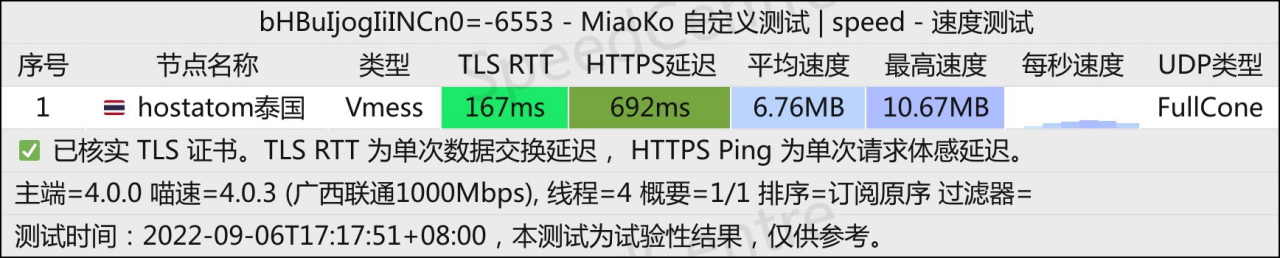 bHBuIjogIiINCn0=-6553 - MiaoKo 自定义测试 | speed - 速度测试
序号 节点名称 类型 TLS RTT HTTPS延迟 平均速度 最高速度 每秒速度 UDP类型
1 hostatom泰国 Vmess 167ms 692ms 6.76MB 10.67MB FullCone
已核实 TLS 证书。TLS RTT 为单次数据交换延迟，HTTPS Ping 为单次请求体感延迟。
主端=4.0.0 喵速=4.0.3 (广西联通1000Mbps), 线程=4 概要=1/1 排序=订阅原序 过滤器=
测试时间：2022-09-06T17:17:51+08:00，本测试为试验性结果，仅供参考。
SpeedCentre
SpeedCentre